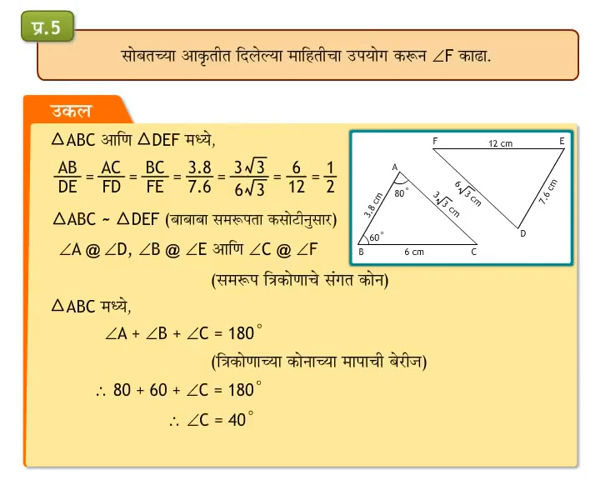 प्र.5
सोबतच्या आकृतीत दिलेल्या माहितीचा उपयोग करून ∠F काढा.
उकल
△ABC आणि △DEF मध्ये,
AB/DE = AC/FD = BC/FE = 3.8/7.6 = 3√3/6√3 = 6/12 = 1/2
△ABC ~ △DEF (बाबाबा समरूपता कसोटीनुसार)
∠A @ ∠D, ∠B @ ∠E आणि ∠C @ ∠F
(समरूप त्रिकोणाचे संगत कोन)
△ABC मध्ये,
∠A + ∠B + ∠C = 180°
(त्रिकोणाच्या कोनाच्या मापाची बेरीज)
∴ 80 + 60 + ∠C = 180°
∴ ∠C = 40°
F 12 cm E
A
80°
3.8 cm
3√3 cm
6√3 cm
7.6 cm
D
60°
B 6 cm C